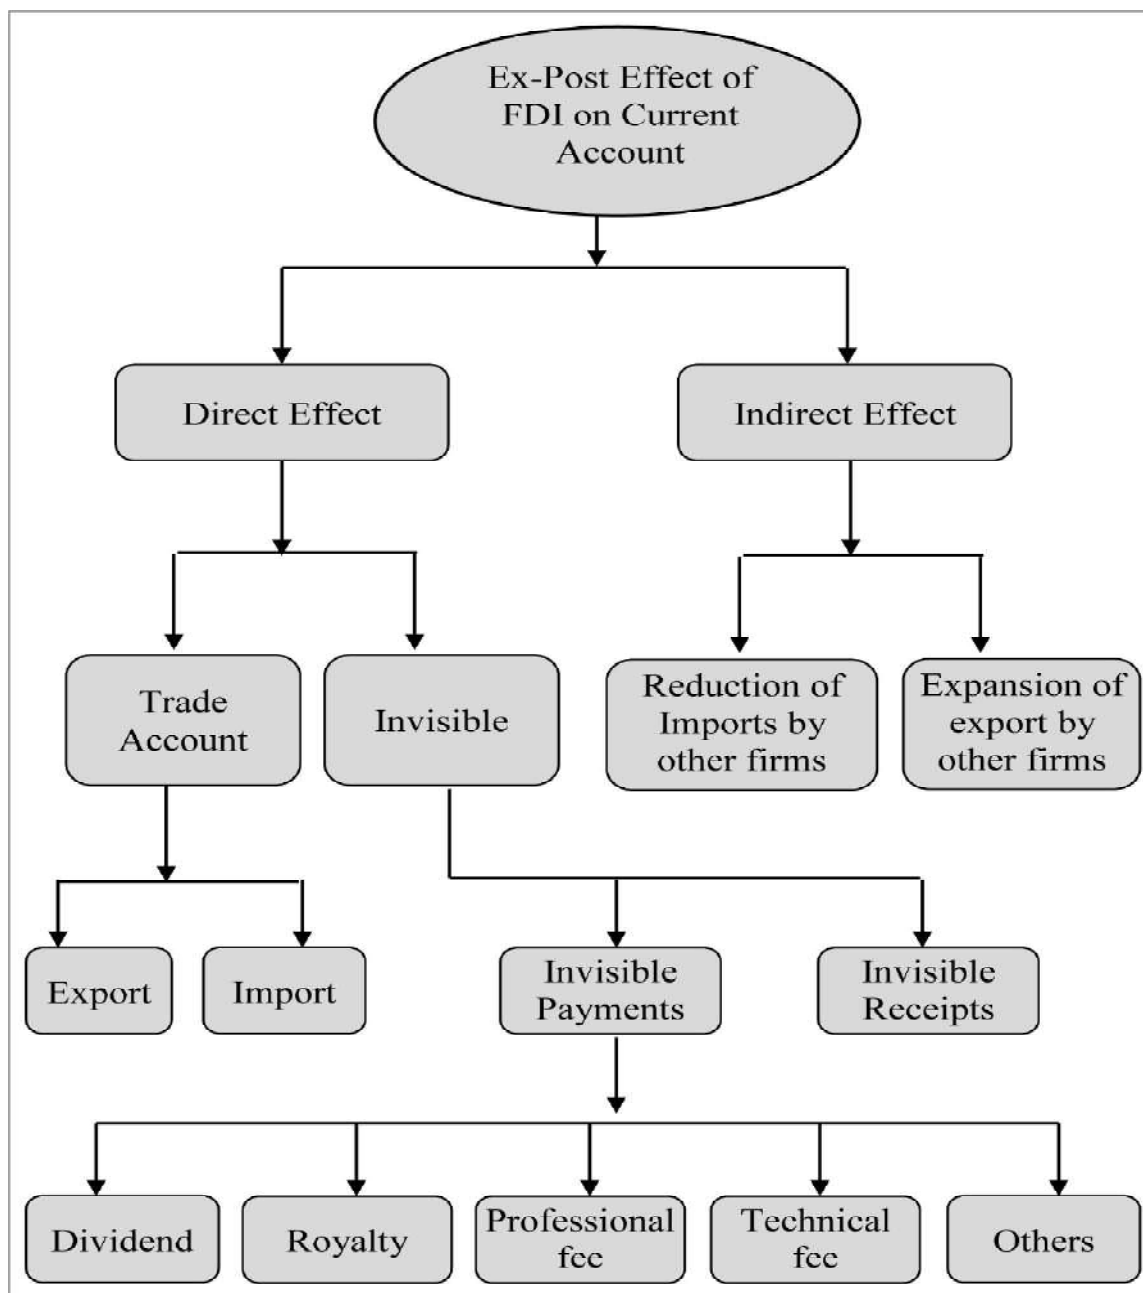 Ex-Post Effect of
FDI on Current
Account
Direct Effect
Indirect Effect
Trade
Account
Invisible
Reduction of
Imports by
other firms
Expansion of
export by
other firms
Export
Import
Invisible
Payments
Invisible
Receipts
Dividend
Royalty
Professional
fee
Technical
fee
Others